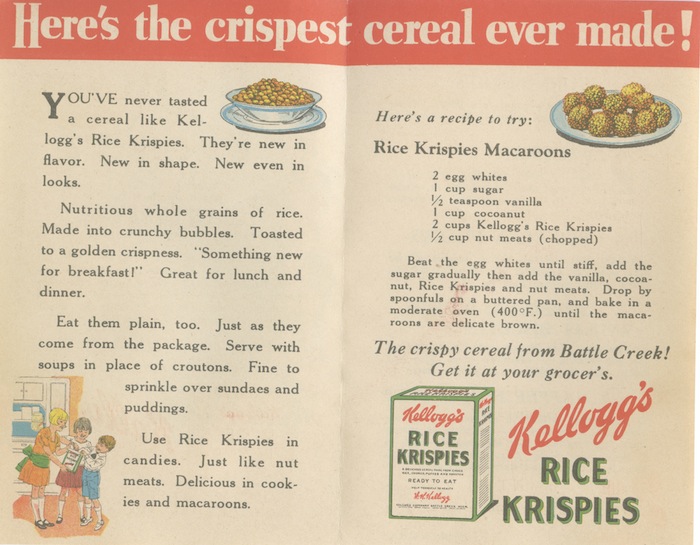 Here's the crispest cereal ever made!
YOU'VE never tasted
a cereal like Kel-
logg's Rice Krispies. They're new in
flavor. New in shape. New even in
looks.
Nutritious whole grains of rice.
Made into crunchy bubbles. Toasted
to a golden crispness. "Something new
for breakfast!" Great for lunch and
dinner.
Eat them plain, too. Just as they
come from the package. Serve with
soups in place of croutons. Fine to
sprinkle over sundaes and
puddings.
Use Rice Krispies in
candies. Just like nut
meats. Delicious in cook-
ies and macaroons.
Here's a recipe to try:
Rice Krispies Macaroons
2 egg whites
1 cup sugar
½ teaspoon vanilla
1 cup cocoanut
2 cups Kellogg's Rice Krispies
½ cup nut meats (chopped)
Beat the egg whites until stiff, add the
sugar gradually then add the vanilla, cocoa-
nut, Rice Krispies and nut meats. Drop by
spoonfuls on a buttered pan, and bake in a
moderate oven (400°F.) until the maca-
roons are delicate brown.
The crispy cereal from Battle Creek!
Get it at your grocer's.
Kellogg's
RICE
KRISPIES
READY TO EAT
W.K. Kellogg
Kellogg's
RICE
KRISPIES